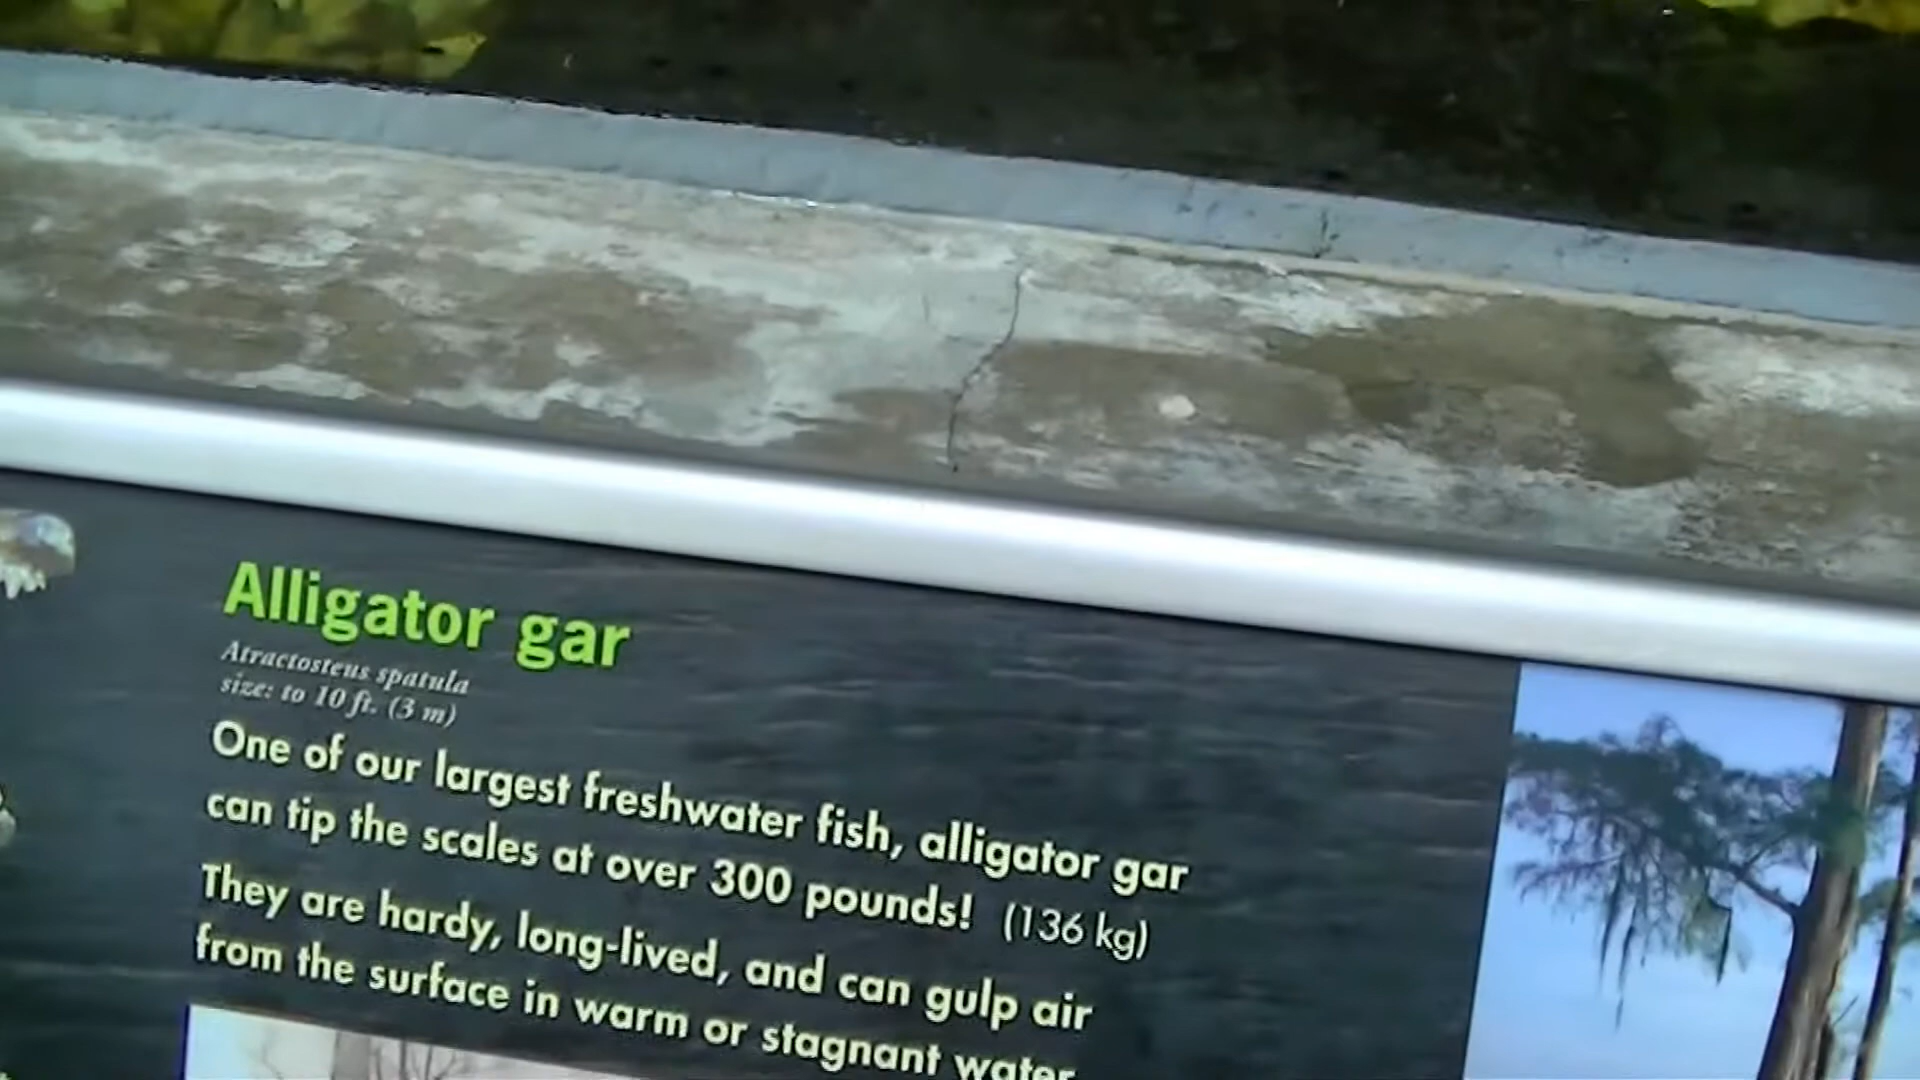 Alligator gar
Atractosteus spatula
size: to 10 ft. (3 m)
One of our largest freshwater fish, alligator gar
can tip the scales at over 300 pounds! (136 kg)
They are hardy, long-lived, and can gulp air
from the surface in warm or stagnant water